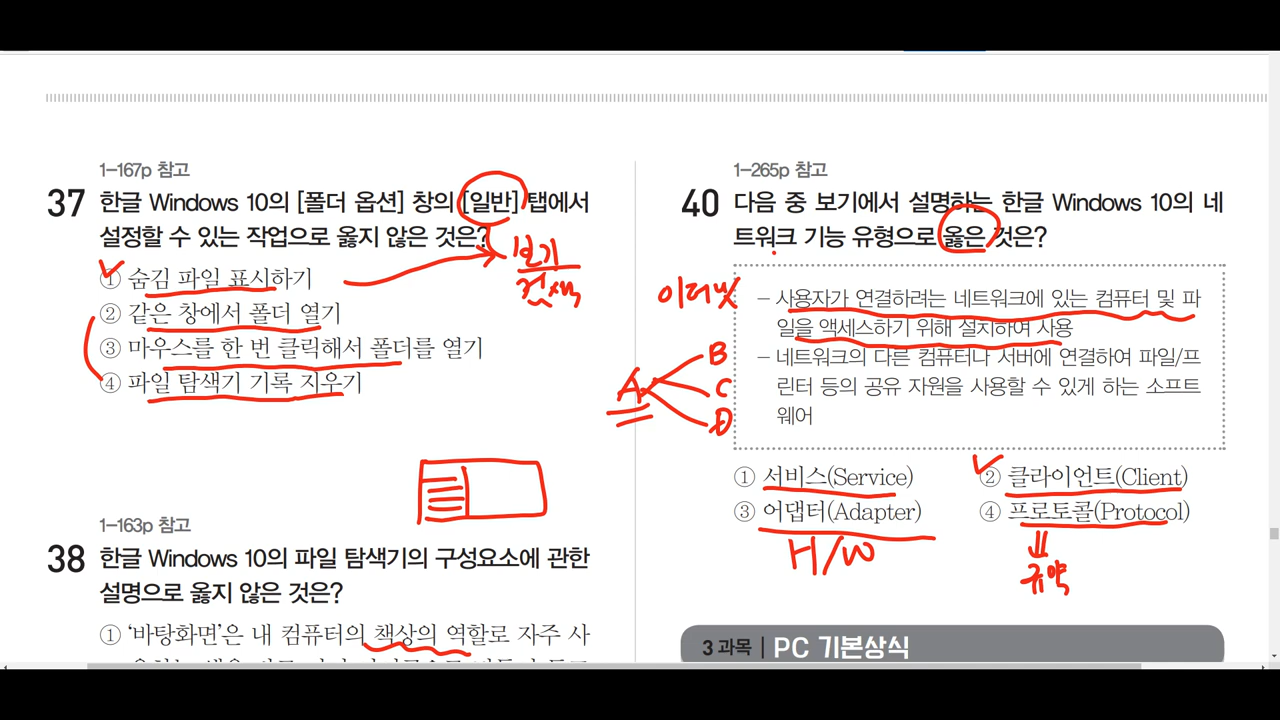 1-167p 참고
37 한글 Windows 10의 [폴더 옵션] 창의 [일반] 탭에서
설정할 수 있는 작업으로 옳지 않은 것은?
① 숨김 파일 표시하기
② 같은 창에서 폴더 열기
③ 마우스를 한 번 클릭해서 폴더를 열기
④ 파일 탐색기 기록 지우기
보기
1-163p 참고
38 한글 Windows 10의 파일 탐색기의 구성요소에 관한
설명으로 옳지 않은 것은?
① ‘바탕화면’은 내 컴퓨터의 책상의 역할로 자주 사
1-265p 참고
40 다음 중 보기에서 설명하는 한글 Windows 10의 네
트워크 기능 유형으로 옳은 것은?
– 사용자가 연결하려는 네트워크에 있는 컴퓨터 및 파
일을 액세스하기 위해 설치하여 사용
– 네트워크의 다른 컴퓨터나 서버에 연결하여 파일/프
린터 등의 공유 자원을 사용할 수 있게 하는 소프트
웨어
A
B
C
D
① 서비스(Service)
② 클라이언트(Client)
③ 어댑터(Adapter)
④ 프로토콜(Protocol)
H/W
규약
3 과목 | PC 기본상식